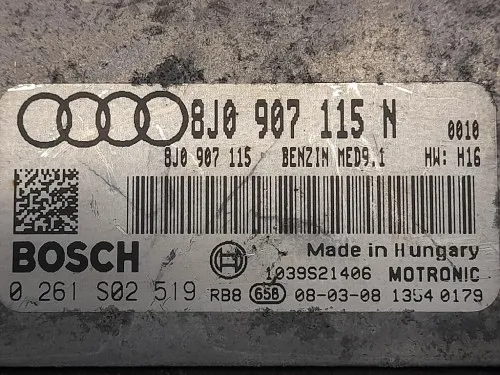 8J0 907 115 N 0010
8J0 907 115 BENZIN MED9.1 HW: H16
BOSCH Made in Hungary
1039S21406 MOTRONIC
0 261 S02 519 RB8 658 08-03-08 1354 0179